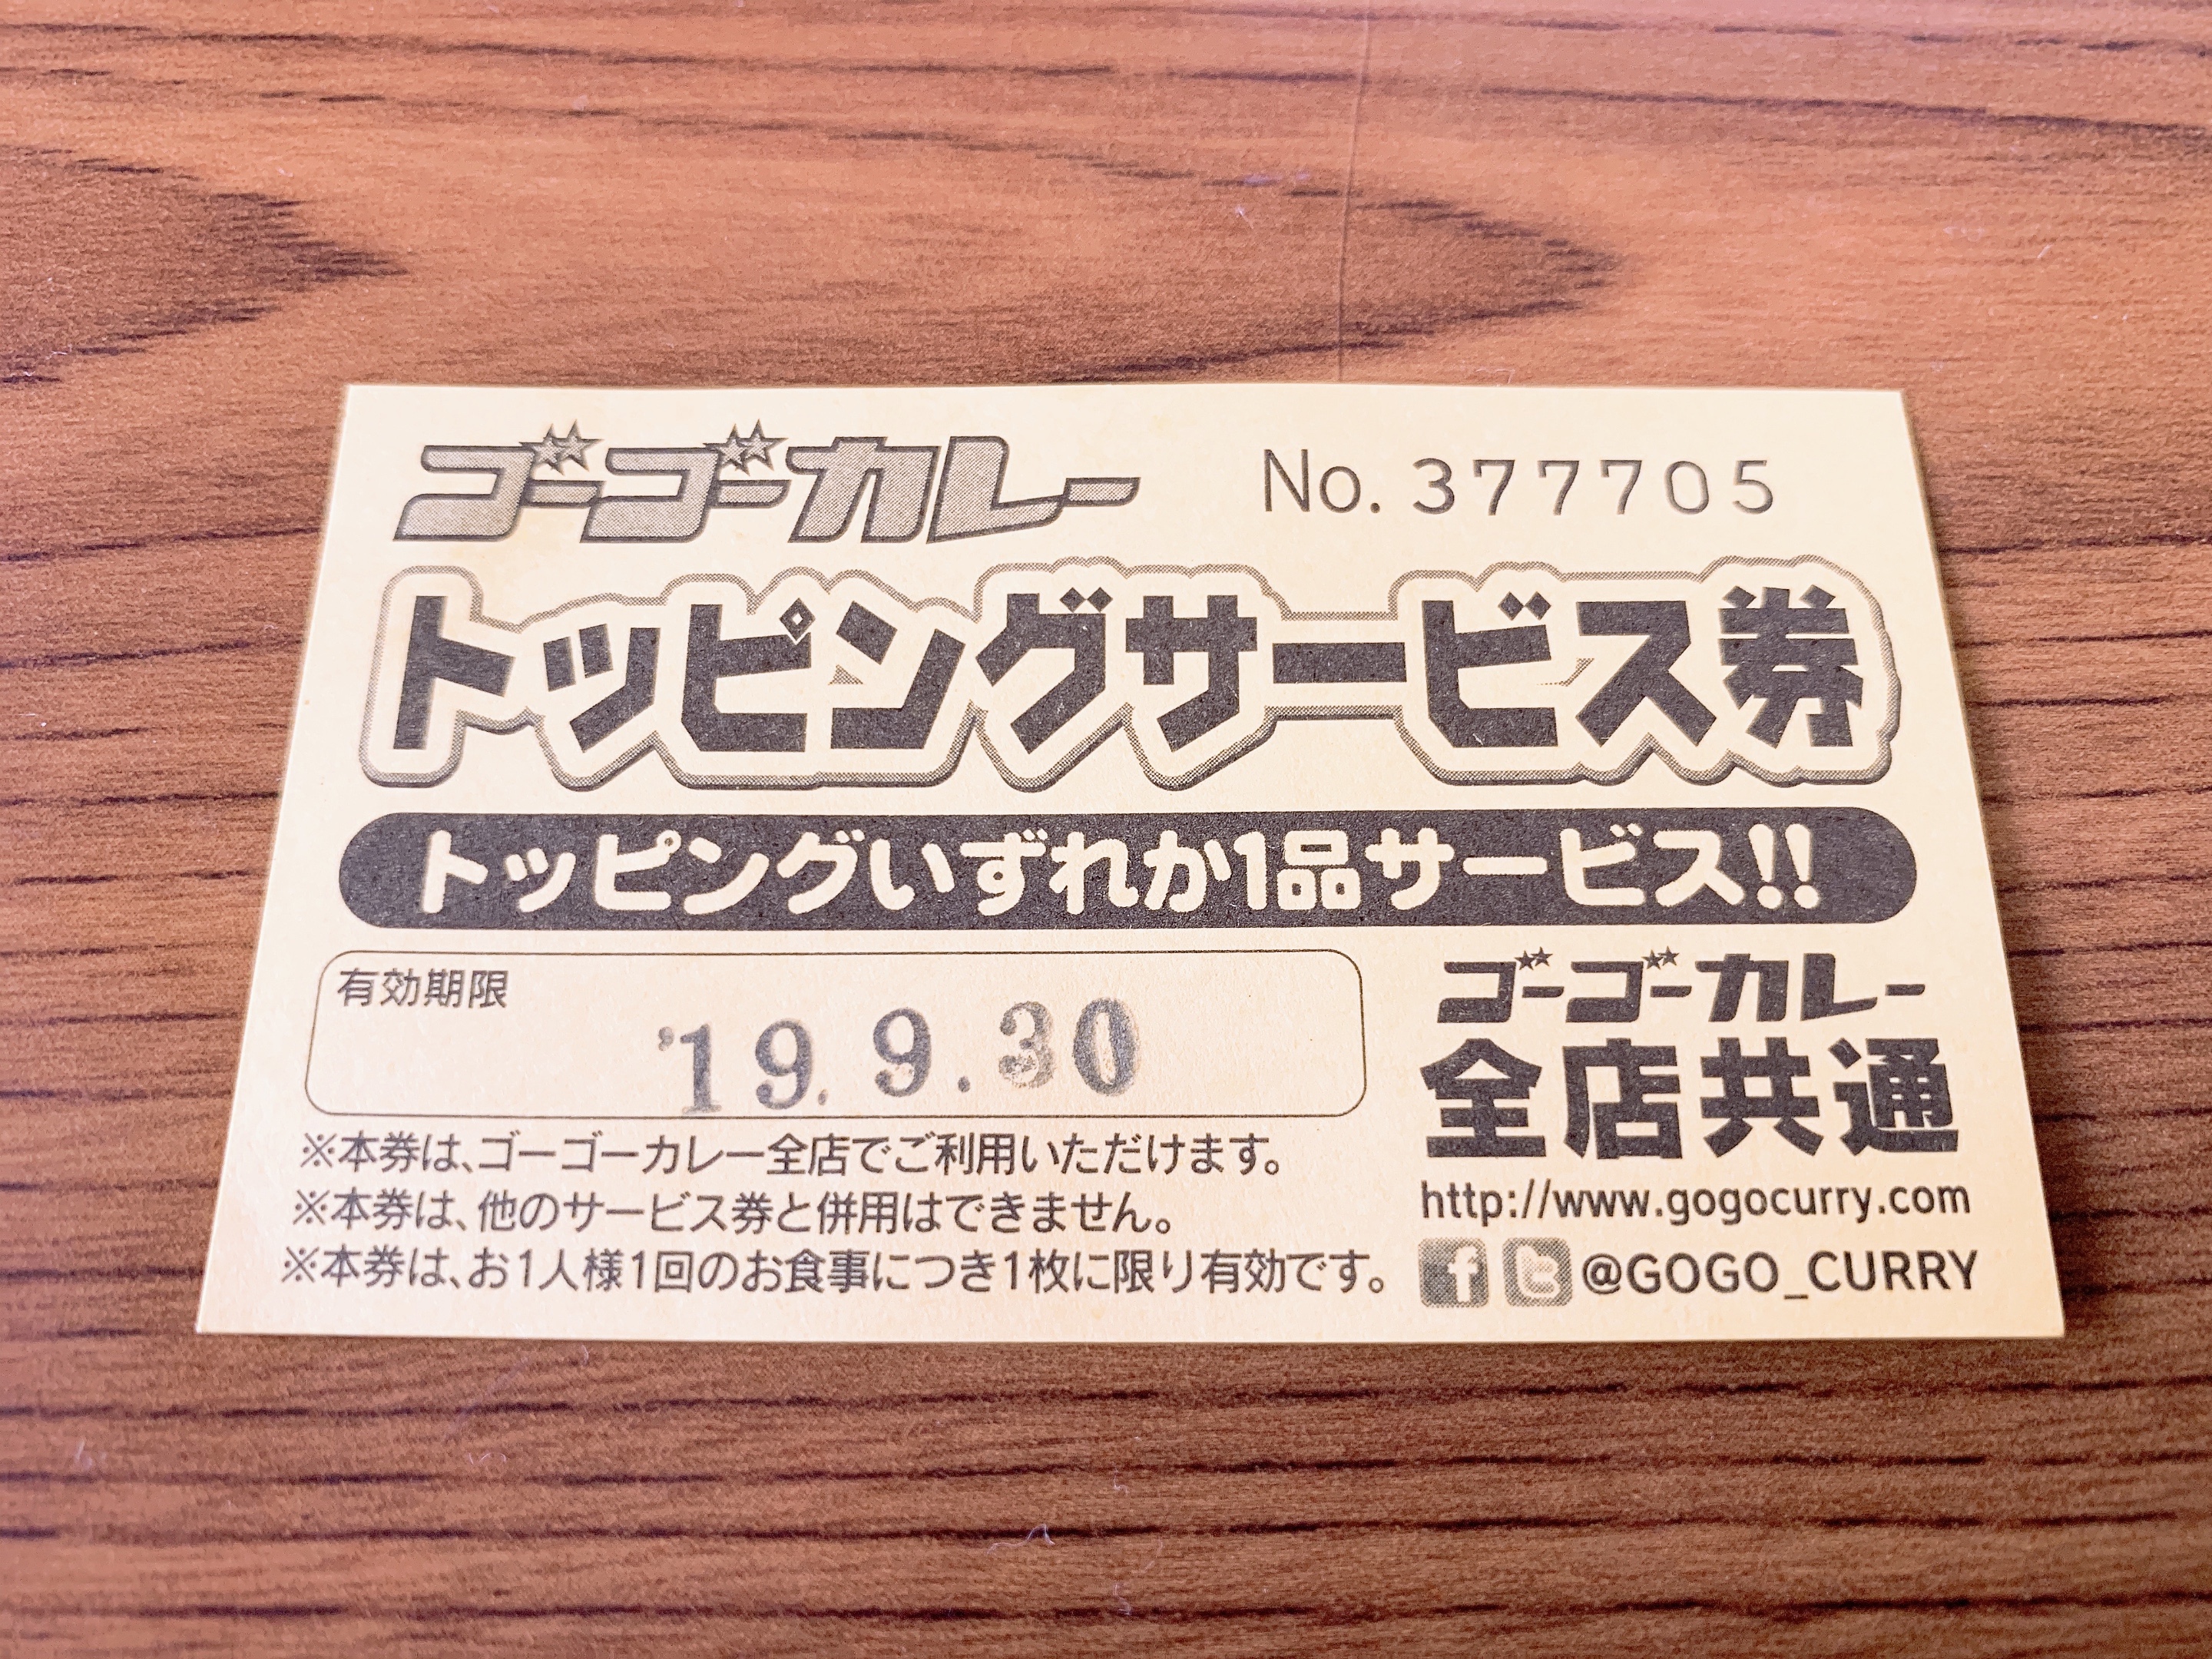 ゴーゴーカレー No.377705
トッピングサービス券
トッピングいずれか1品サービス!!
有効期限
'19.9.30
※本券は、ゴーゴーカレー全店でご利用いただけます。
※本券は、他のサービス券と併用はできません。
※本券は、お1人様1回のお食事につき1枚に限り有効です。
ゴーゴーカレー
全店共通
http://www.gogocurry.com
@GOGO_CURRY